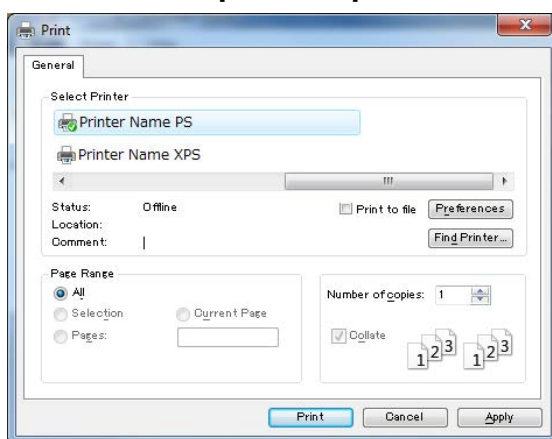 Print
General
Select Printer
Printer Name PS
Printer Name XPS
Status: Offline
Print to file Preferences
Location:
Comment:
Find Printer...
Page Range
All
Selection Current Page
Pages:
Number of copies: 1
Collate
1 2 3 1 2 3
Print Cancel Apply